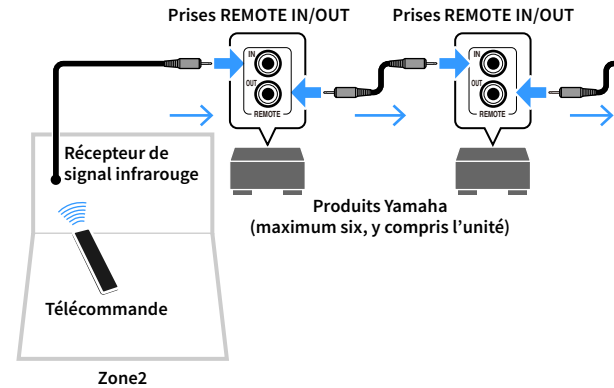 Prises REMOTE IN/OUT
Prises REMOTE IN/OUT
IN
OUT
REMOTE
IN
OUT
REMOTE
Récepteur de
signal infrarouge
Produits Yamaha
(maximum six, y compris l’unité)
Télécommande
Zone2